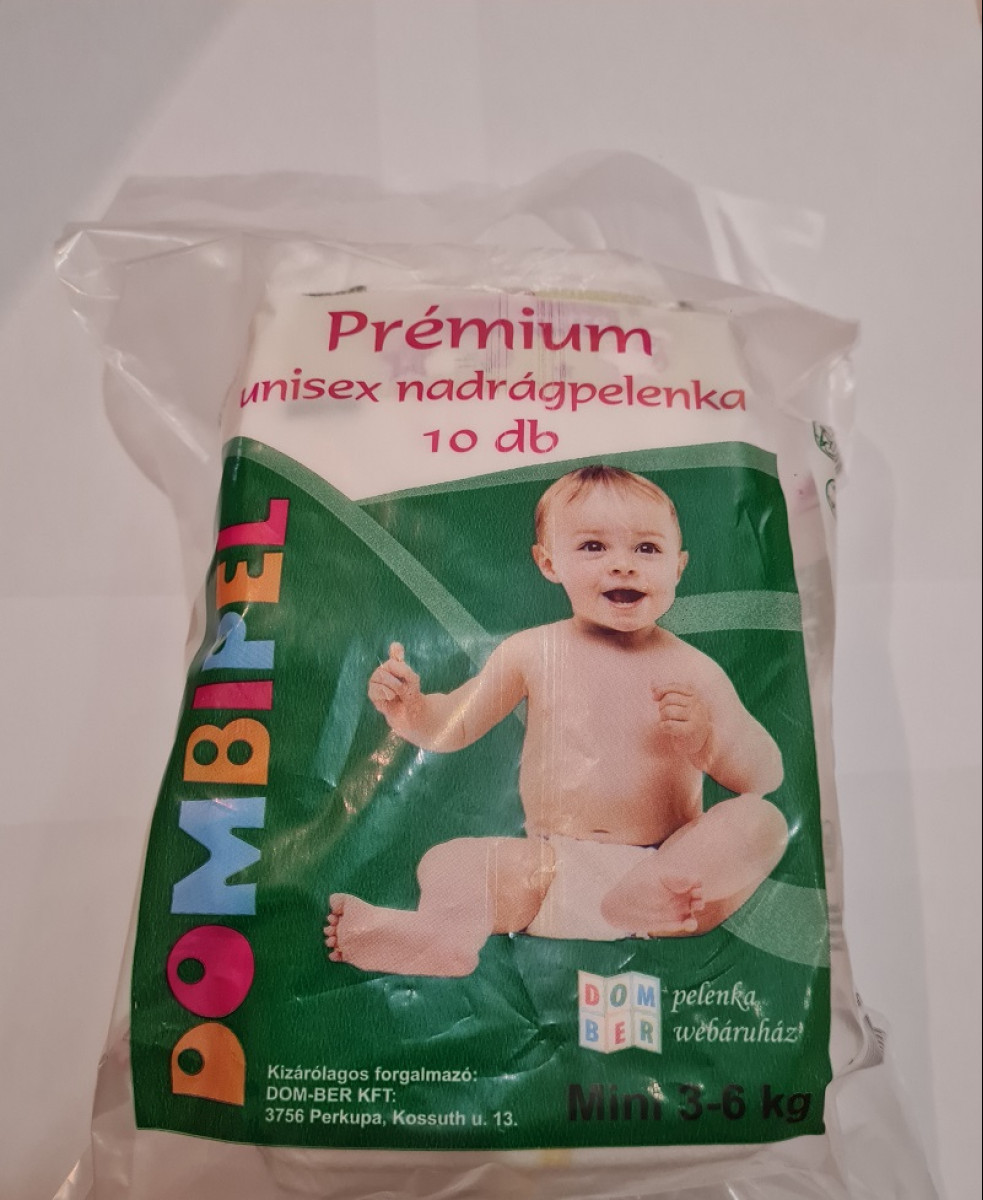 Prémium
unisex nadrágpelenka
10 db
DOMBIPEL
DOM
BER
pelenka
webáruház
Kizárólagos forgalmazó:
DOM-BER KFT:
3756 Perkupa, Kossuth u. 13.
Mini 3-6 kg